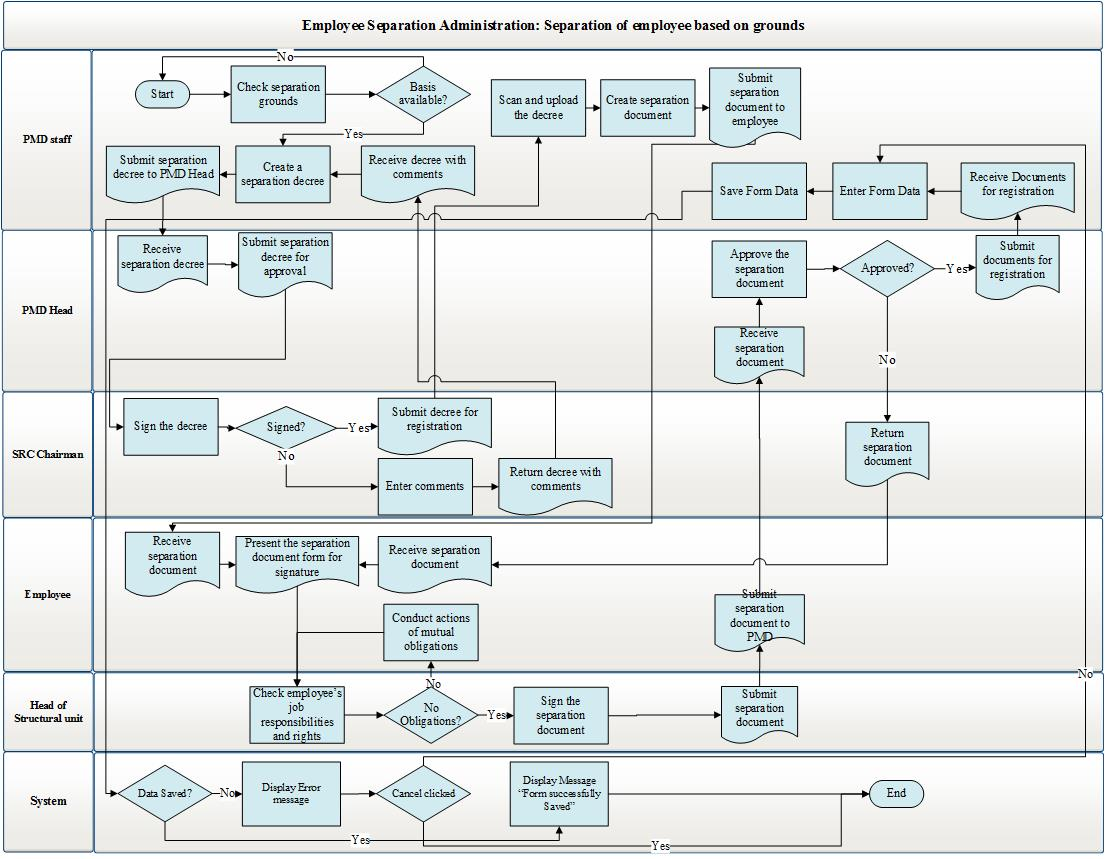 Employee Separation Administration: Separation of employee based on grounds
PMD staff
No
Start
Check separation
grounds
Basis
available?
Yes
Scan and upload
the decree
Create separation
document
Submit
separation
document to
employee
Submit separation
decree to PMD Head
Create a
separation decree
Receive decree with
comments
Save Form Data
Enter Form Data
Receive Documents
for registration
PMD Head
Receive
separation decree
Submit separation
decree for
approval
Approve the
separation
document
Approved?
Yes
Submit
documents for
registration
Receive
separation
document
No
SRC Chairman
Sign the decree
Signed?
Yes
Submit decree for
registration
No
Enter comments
Return decree with
comments
Return
separation
document
Employee
Receive
separation
document
Present the separation
document form for
signature
Receive separation
document
Conduct actions
of mutual
obligations
Submit
separation
document to
PMD
Head of
Structural unit
Check employee's
job
responsibilities
and rights
No
No
Obligations?
Yes
Sign the
separation
document
Submit
separation
document
No
System
Data Saved?
No
Display Error
message
Cancel clicked
Display Message
"Form successfully
Saved"
End
Yes
Yes